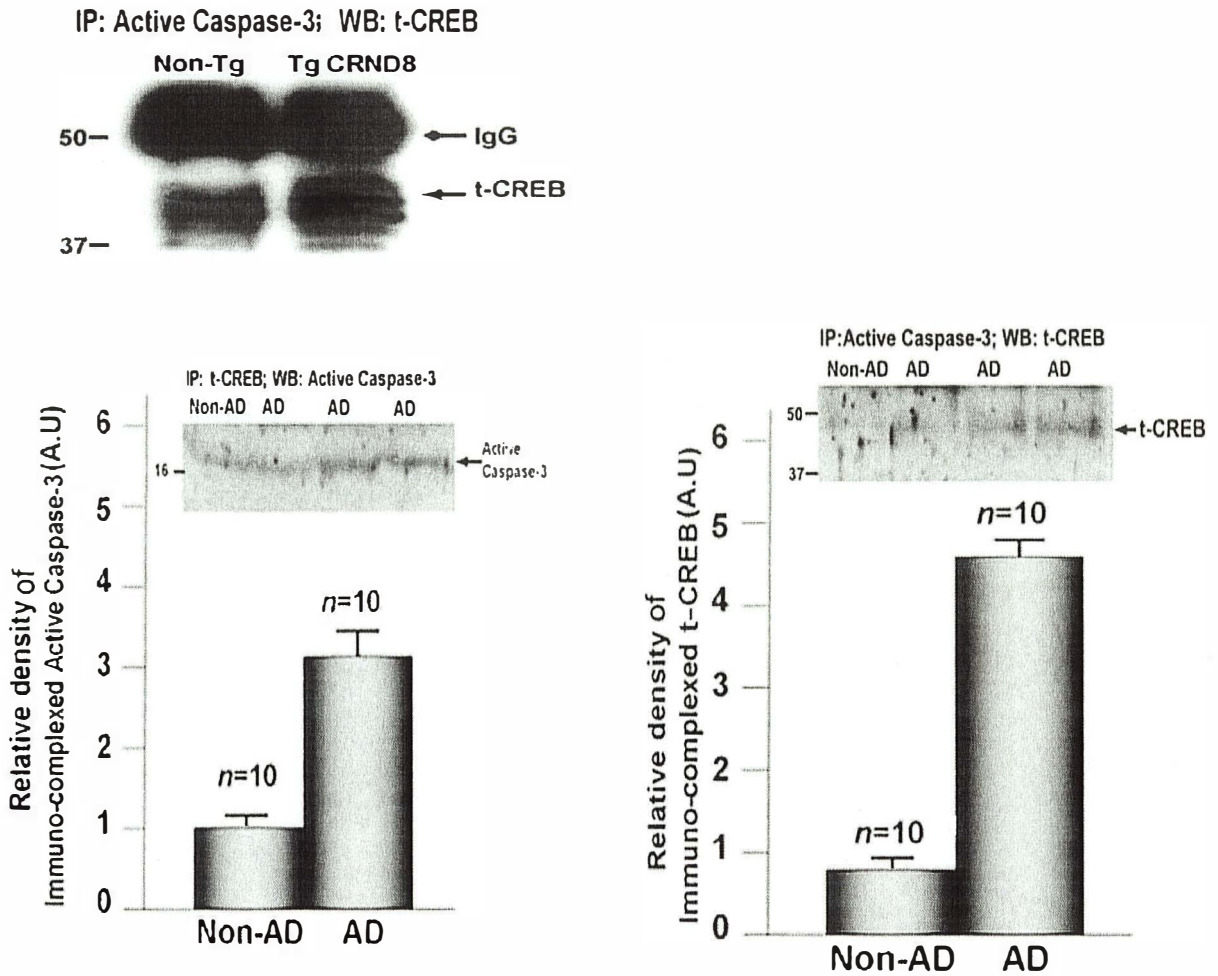 IP: Active Caspase-3; WB: t-CREB
Non-Tg Tg CRND8
50
IgG
t-CREB
37
IP: t-CREB; WB: Active Caspase-3
Non-AD AD AD AD
16
Active
Caspase-3
Relative density of
Immuno-complexed Active Caspase-3 (A.U)
6
5
4
3
2
1
0
n=10
n=10
Non-AD AD
IP:Active Caspase-3; WB: t-CREB
Non-AD AD AD AD
50
t-CREB
37
Relative density of
Immuno-complexed t-CREB (A.U)
6
5
4
3
2
1
0
n=10
n=10
Non-AD AD